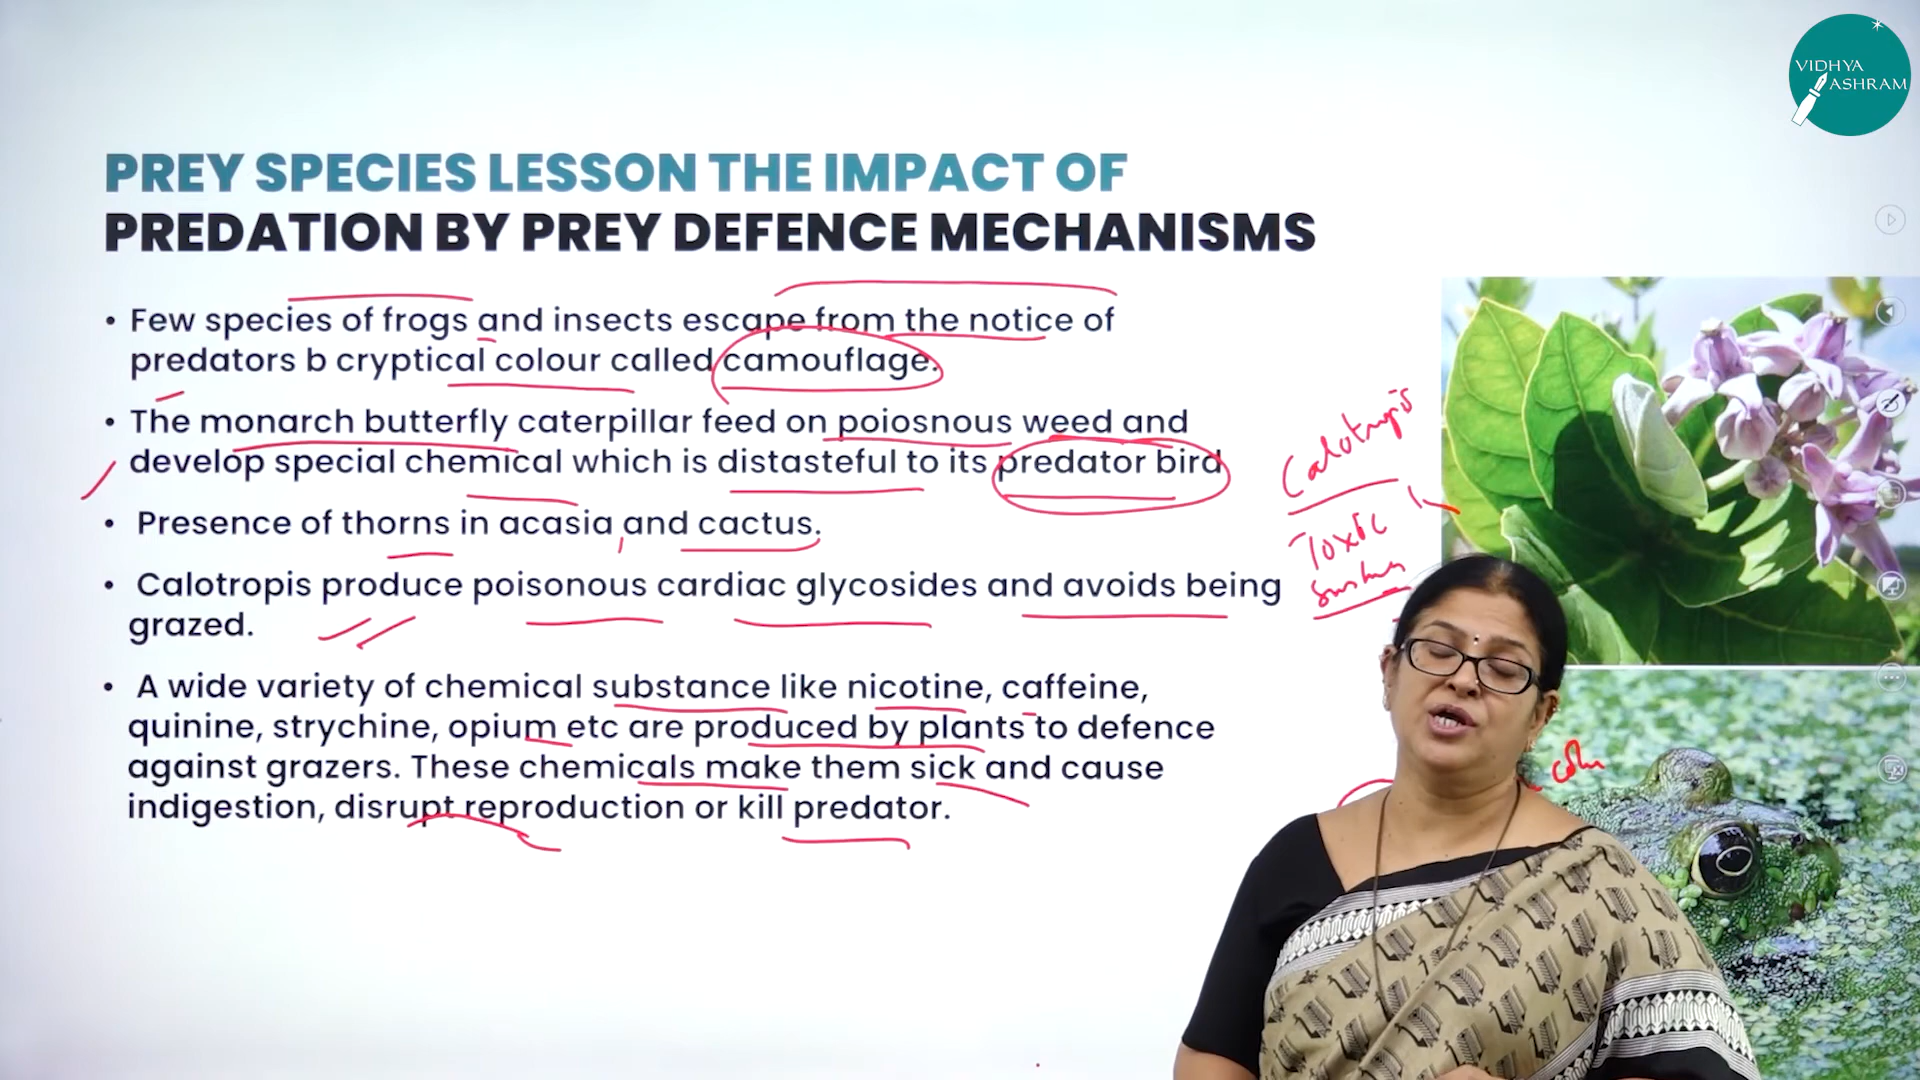 VIDHYA
ASHRAM
PREY SPECIES LESSON THE IMPACT OF
PREDATION BY PREY DEFENCE MECHANISMS
• Few species of frogs and insects escape from the notice of
predators b cryptical colour called camouflage.
• The monarch butterfly caterpillar feed on poiosnous weed and
develop special chemical which is distasteful to its predator bird
• Presence of thorns in acasia and cactus.
• Calotropis produce poisonous cardiac glycosides and avoids being
grazed.
• A wide variety of chemical substance like nicotine, caffeine,
quinine, strychine, opium etc are produced by plants to defence
against grazers. These chemicals make them sick and cause
indigestion, disrupt reproduction or kill predator.
Calotropis
Toxic